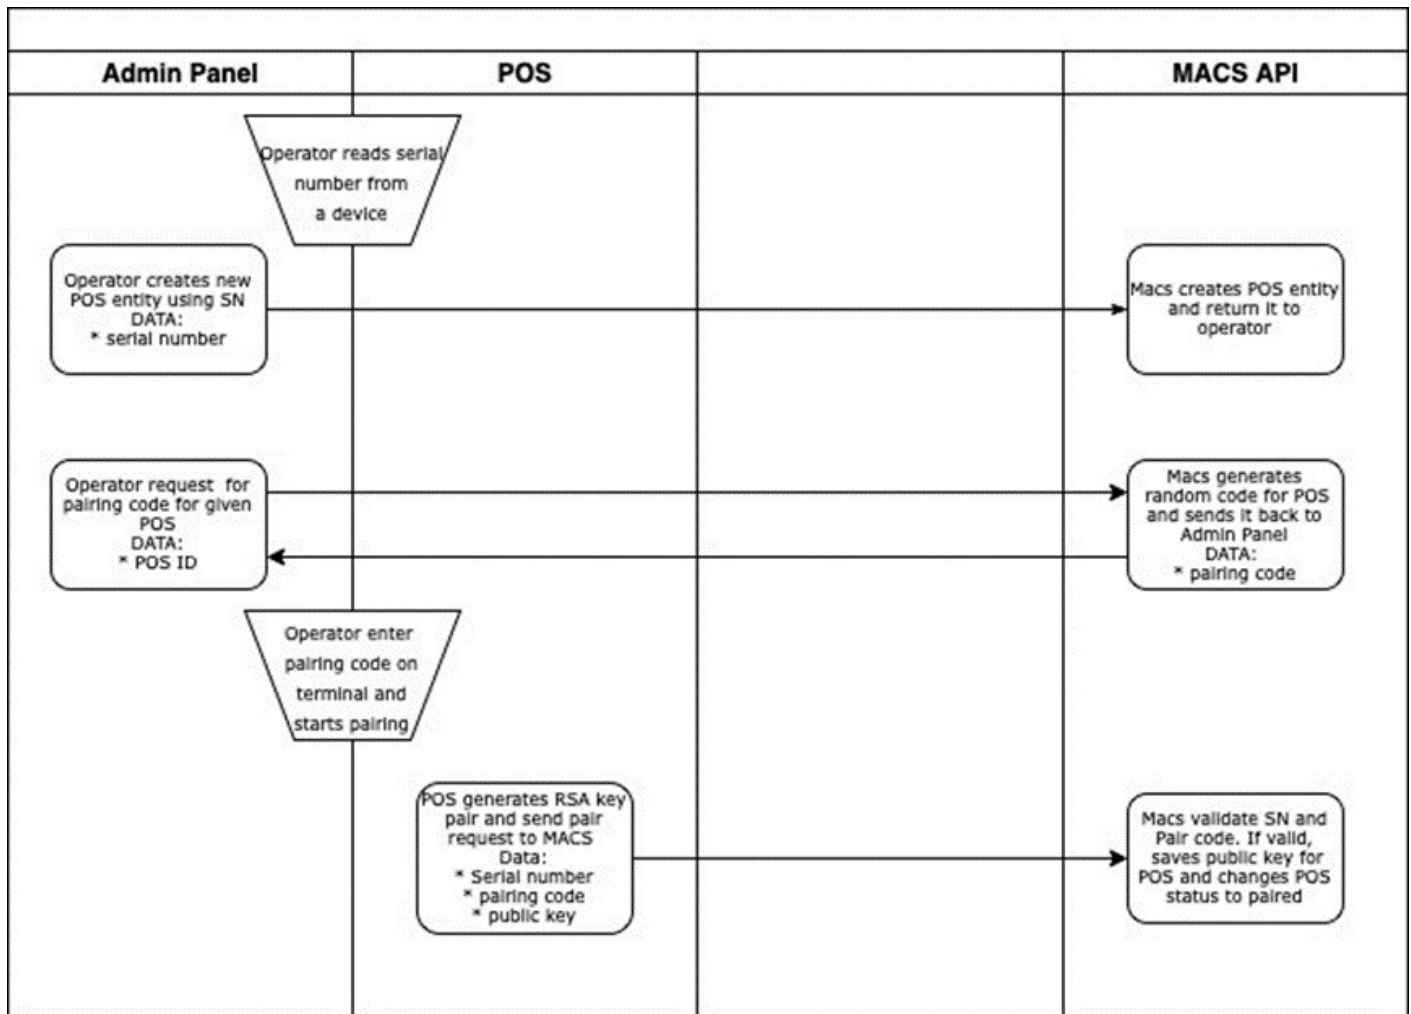 Admin Panel
POS
MACS API
Operator reads serial
number from
a device
Operator creates new
POS entity using SN
DATA:
* serial number
Macs creates POS entity
and return it to
operator
Operator request for
pairing code for given
POS
DATA:
* POS ID
Macs generates
random code for POS
and sends it back to
Admin Panel
DATA:
* pairing code
Operator enter
pairing code on
terminal and
starts pairing
POS generates RSA key
pair and send pair
request to MACS
Data:
* Serial number
* pairing code
* public key
Macs validate SN and
Pair code. If valid,
saves public key for
POS and changes POS
status to paired